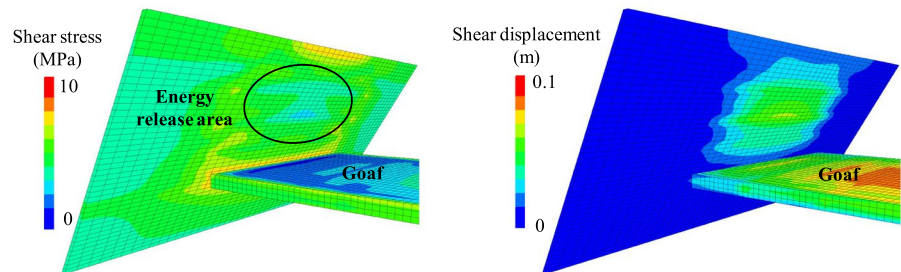 Shear stress
(MPa)
10
0
Energy
release area
Goaf
Shear displacement
(m)
0.1
0
Goaf